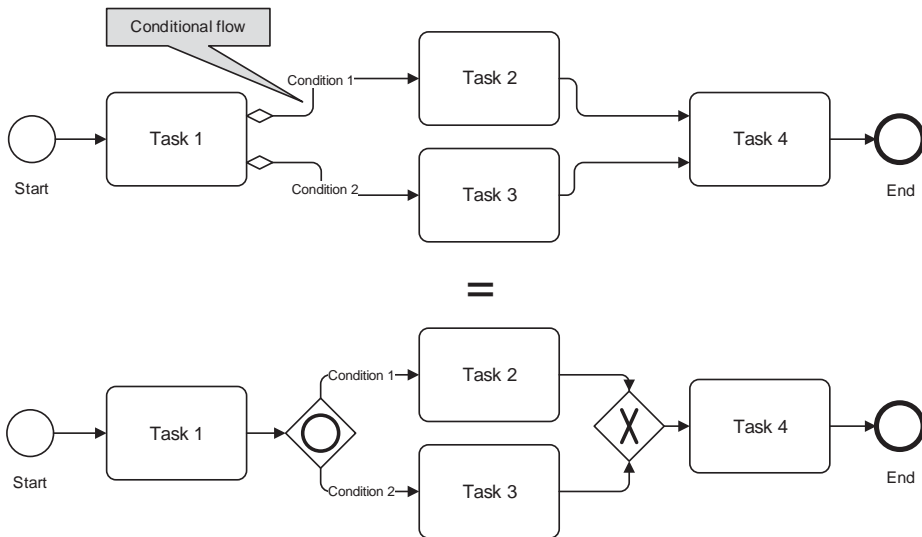 Conditional flow
Condition 1
Task 2
Task 1
Task 4
Start
Condition 2
Task 3
End
=
Condition 1
Task 2
Task 1
Task 4
Start
Condition 2
Task 3
End